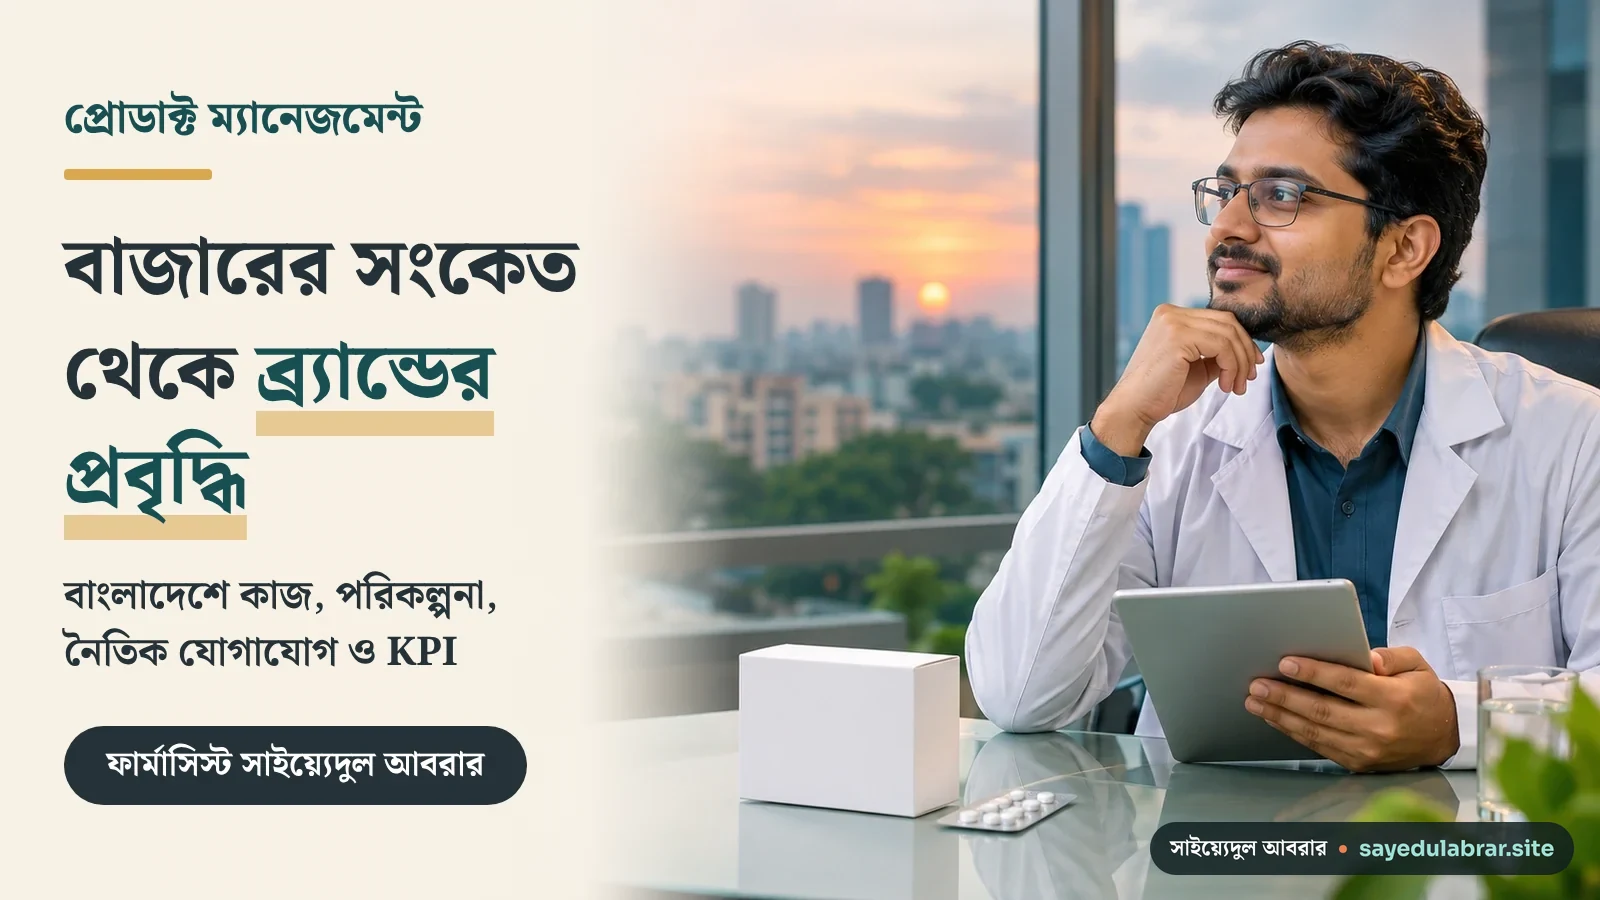 প্রোডাক্ট ম্যানেজমেন্ট
বাজারের সংকেত
থেকে ব্র্যান্ডের
প্রবৃদ্ধি
বাংলাদেশে কাজ, পরিকল্পনা,
নৈতিক যোগাযোগ ও KPI
ফার্মাসিস্ট সাইয়্যেদুল আবরার
সাইয়্যেদুল আবরার • sayedulabrar.site